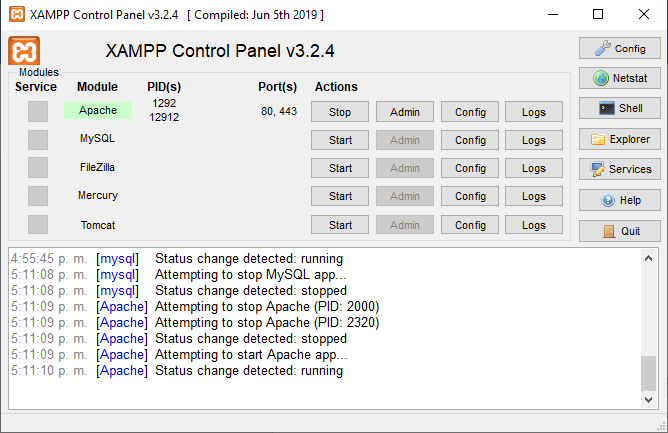 XAMPP Control Panel v3.2.4 [ Compiled: Jun 5th 2019 ]
XAMPP Control Panel v3.2.4
Config
Modules
Service Module PID(s) Port(s) Actions
Netstat
Apache 1292 12912 80, 443 Stop Admin Config Logs
Shell
MySQL Start Admin Config Logs
Explorer
FileZilla Start Admin Config Logs
Services
Mercury Start Admin Config Logs
Help
Tomcat Start Admin Config Logs
Quit
4:55:45 p. m. [mysql] Status change detected: running
5:11:08 p. m. [mysql] Attempting to stop MySQL app...
5:11:08 p. m. [mysql] Status change detected: stopped
5:11:09 p. m. [Apache] Attempting to stop Apache (PID: 2000)
5:11:09 p. m. [Apache] Attempting to stop Apache (PID: 2320)
5:11:09 p. m. [Apache] Status change detected: stopped
5:11:09 p. m. [Apache] Attempting to start Apache app...
5:11:10 p. m. [Apache] Status change detected: running